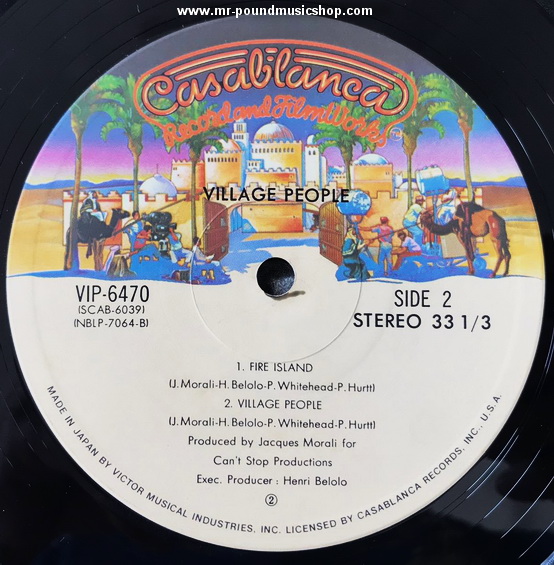 www.mr-poundmusicshop.com
Casablanca
Record and FilmWorks
VILLAGE PEOPLE
VIP-6470
(SCAB-6039)
(NBLP-7064-B)
SIDE 2
STEREO 33 1/3
1. FIRE ISLAND
(J. Morali-H. Belolo-P. Whitehead-P. Hurtt)
2. VILLAGE PEOPLE
(J. Morali-H. Belolo-P. Whitehead-P. Hurtt)
Produced by Jacques Morali for
Can't Stop Productions
Exec. Producer : Henri Belolo
②
MADE IN JAPAN BY VICTOR MUSICAL INDUSTRIES, INC. LICENSED BY CASABLANCA RECORDS, INC., U.S.A.